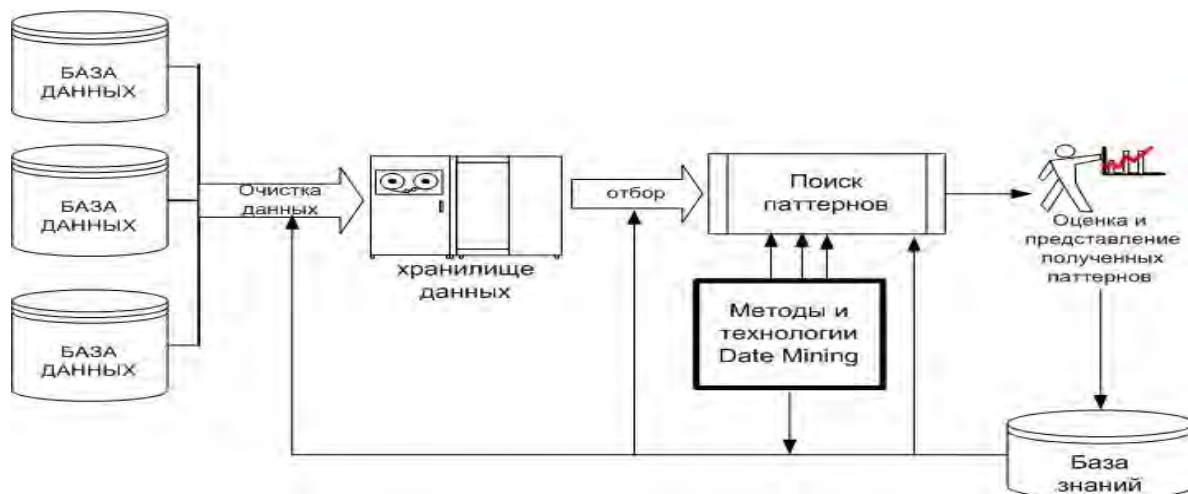 БАЗА
ДАННЫХ
БАЗА
ДАННЫХ
БАЗА
ДАННЫХ
Очистка
данных
хранилище
данных
отбор
Поиск
паттернов
Методы и
технологии
Date Mining
Оценка и
представление
полученных
паттернов
База
знаний